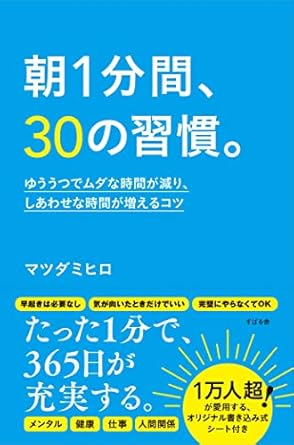 朝1分間、
30の習慣。
ゆううつでムダな時間が減り、
しあわせな時間が増えるコツ
マツダミヒロ
早起きは必要なし 気が向いたときだけでいい 完璧にやらなくてOK
すばる舎
たった1分で、
365日が
充実する。
メンタル 健康 仕事 人間関係
1万人超!
が愛用する、
オリジナル書き込み式
シート付き